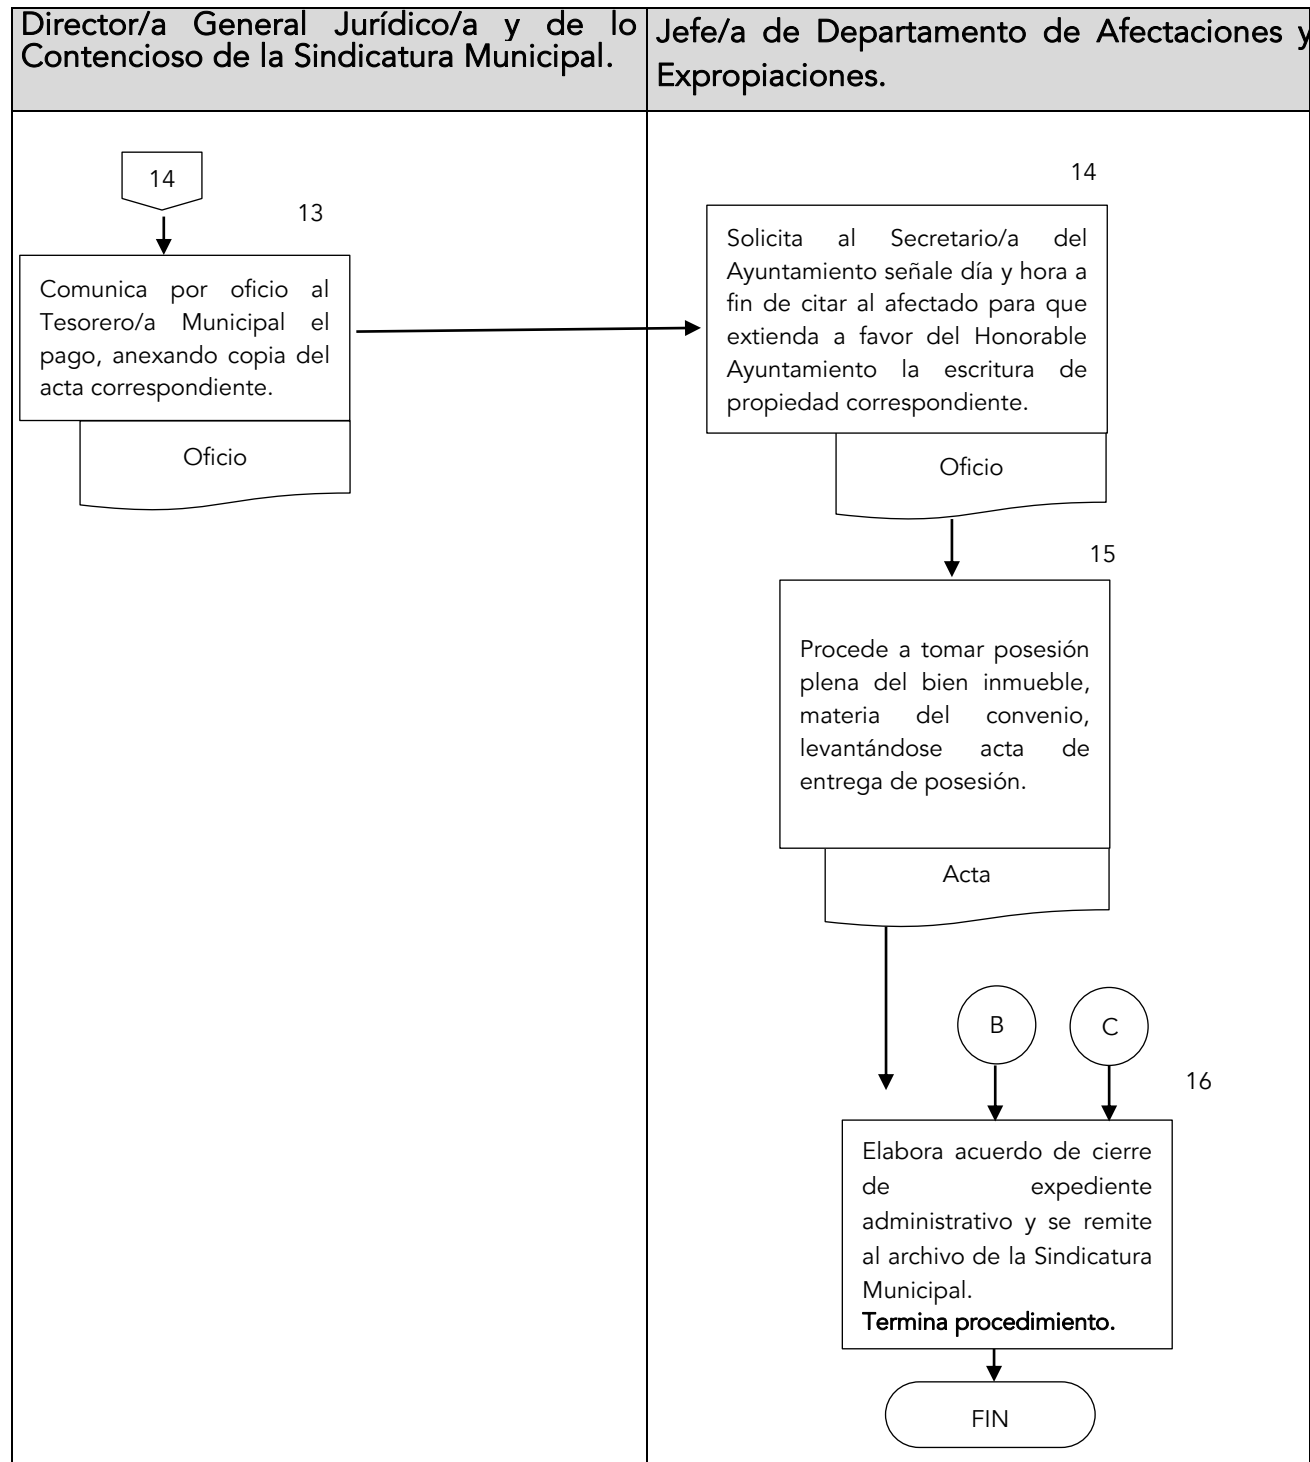 Director/a General Jurídico/a y de lo
Contencioso de la Sindicatura Municipal.
Jefe/a de Departamento de Afectaciones y
Expropiaciones.
14
13
Comunica por oficio al
Tesorero/a Municipal el
pago, anexando copia del
acta correspondiente.
Oficio
14
Solicita al Secretario/a del
Ayuntamiento señale día y hora a
fin de citar al afectado para que
extienda a favor del Honorable
Ayuntamiento la escritura de
propiedad correspondiente.
Oficio
15
Procede a tomar posesión
plena del bien inmueble,
materia del convenio,
levantándose acta de
entrega de posesión.
Acta
B
C
16
Elabora acuerdo de cierre
de expediente
administrativo y se remite
al archivo de la Sindicatura
Municipal.
Termina procedimiento.
FIN